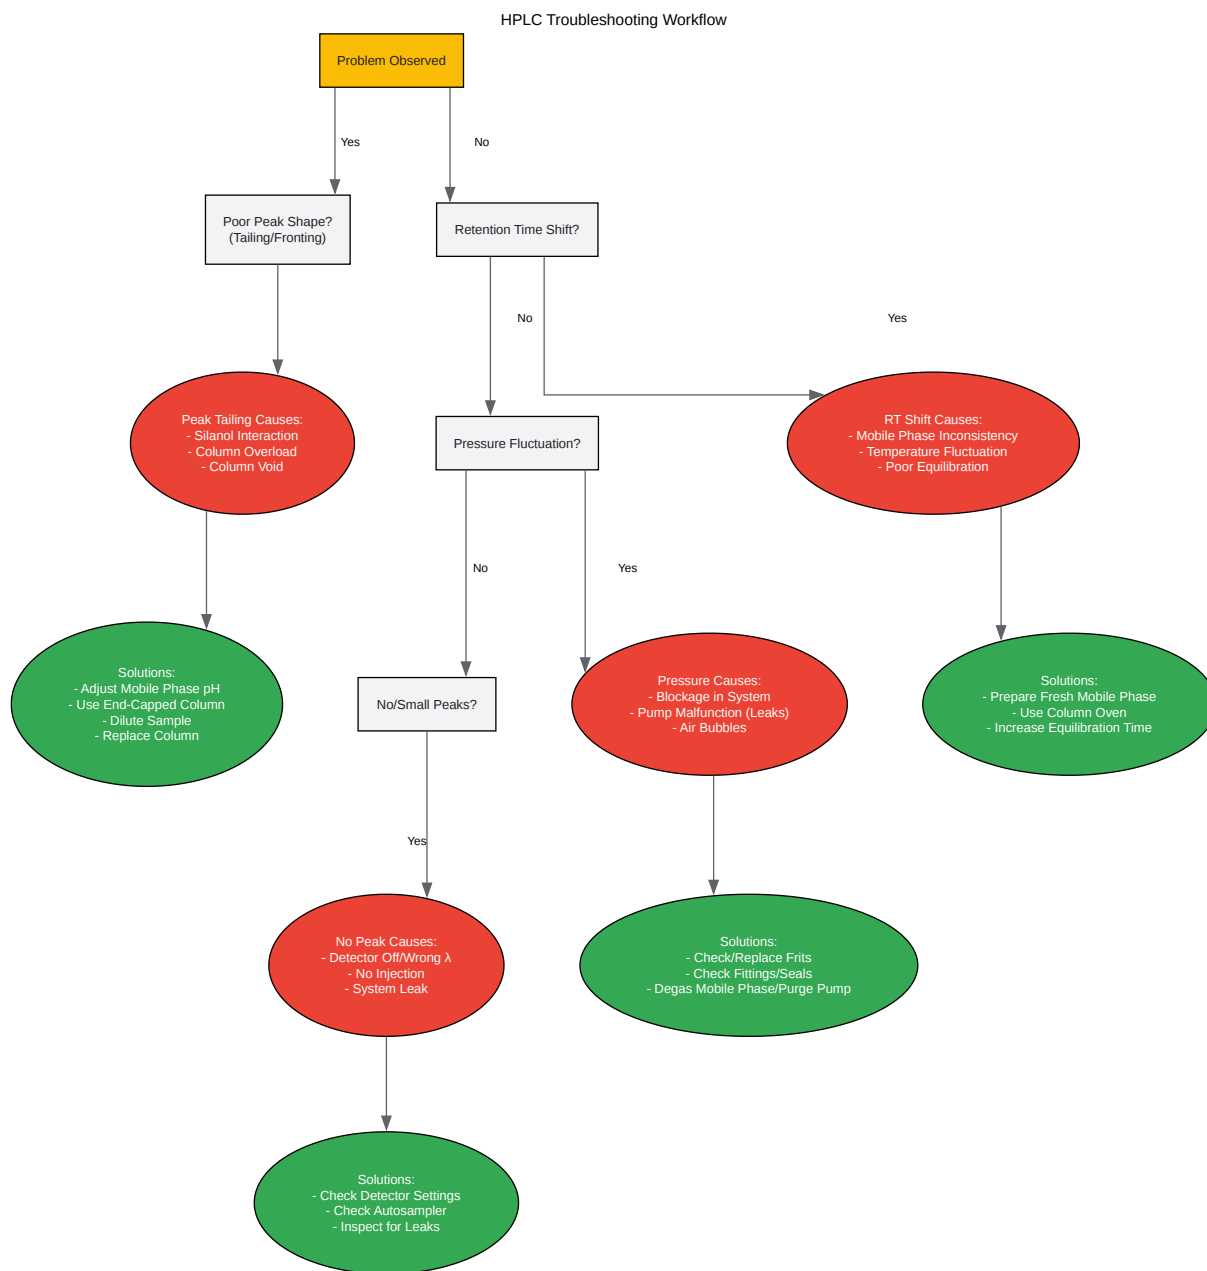 HPLC Troubleshooting Workflow
Problem Observed
Yes
No
Poor Peak Shape?
(Tailing/Fronting)
Retention Time Shift?
No
Yes
Peak Tailing Causes:
- Silanol Interaction
- Column Overload
- Column Void
Pressure Fluctuation?
RT Shift Causes:
- Mobile Phase Inconsistency
- Temperature Fluctuation
- Poor Equilibration
No
Yes
Solutions:
- Adjust Mobile Phase pH
- Use End-Capped Column
- Dilute Sample
- Replace Column
No/Small Peaks?
Pressure Causes:
- Blockage in System
- Pump Malfunction (Leaks)
- Air Bubbles
Solutions:
- Prepare Fresh Mobile Phase
- Use Column Oven
- Increase Equilibration Time
Yes
No Peak Causes:
- Detector Off/Wrong λ
- No Injection
- System Leak
Solutions:
- Check/Replace Frits
- Check Fittings/Seals
- Degas Mobile Phase/Purge Pump
Solutions:
- Check Detector Settings
- Check Autosampler
- Inspect for Leaks